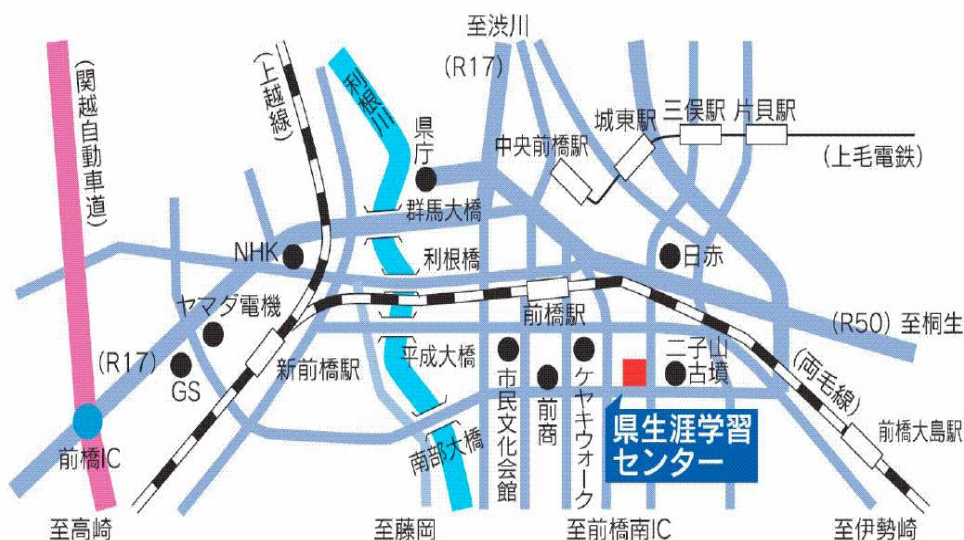 至渋川
(R17)
(関越自動車道)
(上越線)
利根川
県庁
中央前橋駅
城東駅
三俣駅
片貝駅
(上毛電鉄)
群馬大橋
NHK
利根橋
日赤
ヤマダ電機
前橋駅
(R50) 至桐生
(R17)
GS
新前橋駅
平成大橋
二子山
古墳
(両毛線)
市民文化会館
前商
ケヤキウォーク
県生涯学習
センター
前橋大島駅
前橋IC
南部大橋
至高崎
至藤岡
至前橋南IC
至伊勢崎